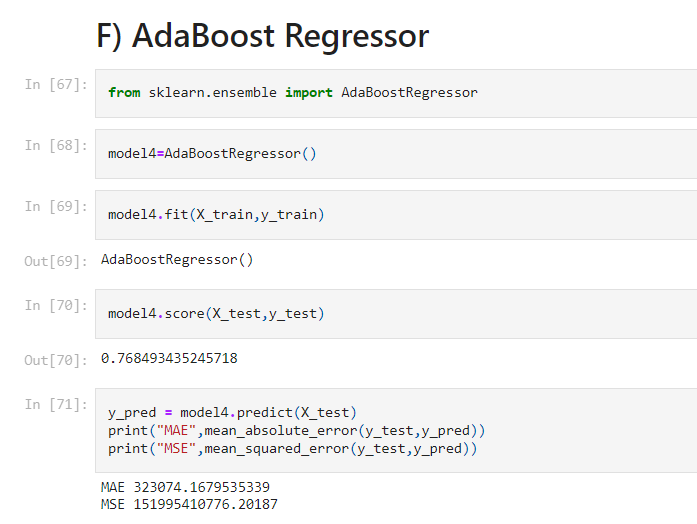 F) AdaBoost Regressor
In [67]: from sklearn.ensemble import AdaBoostRegressor
In [68]: model4=AdaBoostRegressor()
In [69]: model4.fit(X_train,y_train)
Out[69]: AdaBoostRegressor()
In [70]: model4.score(X_test,y_test)
Out[70]: 0.768493435245718
In [71]: y_pred = model4.predict(X_test)
print("MAE",mean_absolute_error(y_test,y_pred))
print("MSE",mean_squared_error(y_test,y_pred))
MAE 323074.1679535339
MSE 151995410776.20187